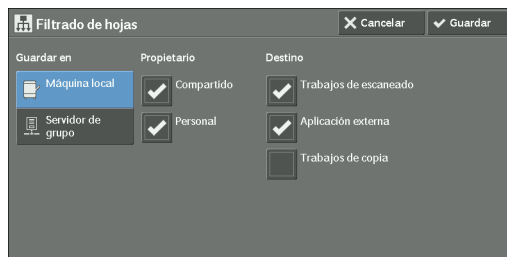 Filtrado de hojas
Cancelar
Guardar
Guardar en
Propietario
Destino
Máquina local
Compartido
Trabajos de escaneado
Servidor de
grupo
Personal
Aplicación externa
Trabajos de copia